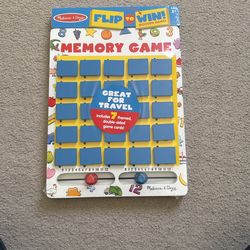 Melissa & Doug
FLIP TO WIN!
MEMORY GAME
GREAT
FOR
TRAVEL
Includes 7 themed,
double-sided
game cards!
12
Melissa & Doug